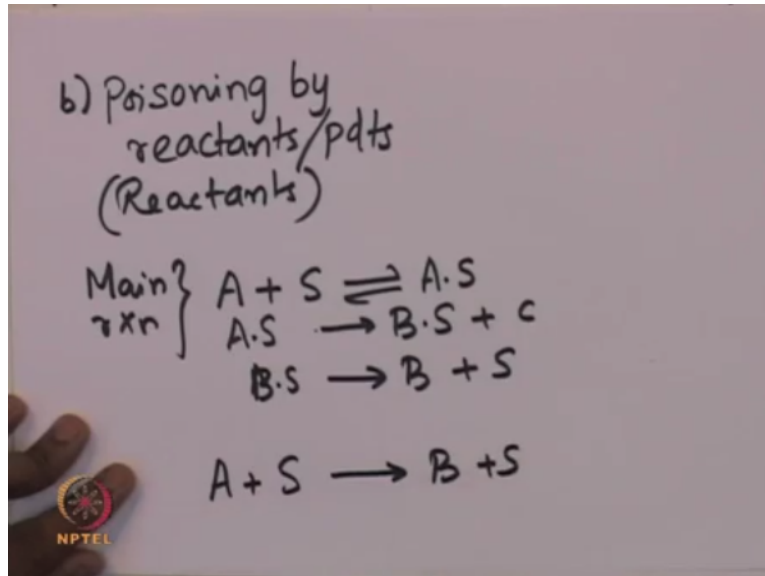 b) Poisoning by
reactants/pdts
(Reactants)
Main } A + S ⇌ A.S
rxn } A.S → B.S + C
B.S → B + S
A + S → B + S
NPTEL